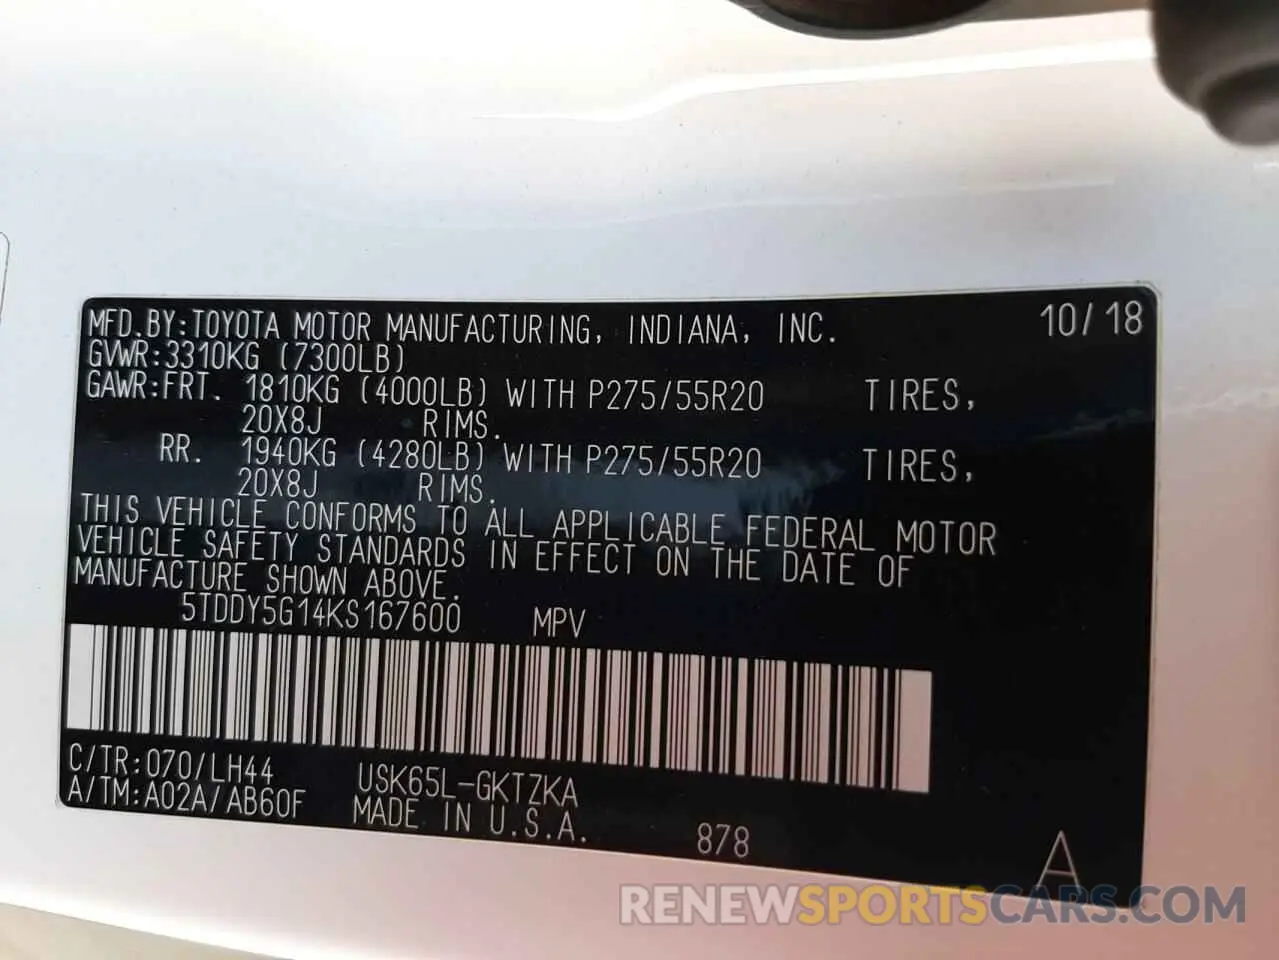 MFD.BY:TOYOTA MOTOR MANUFACTURING, INDIANA, INC. 10/18
GVWR:3310KG (7300LB)
GAWR:FRT. 1810KG (4000LB) WITH P275/55R20 TIRES,
20X8J RIMS.
RR. 1940KG (4280LB) WITH P275/55R20 TIRES,
20X8J RIMS.
THIS VEHICLE CONFORMS TO ALL APPLICABLE FEDERAL MOTOR
VEHICLE SAFETY STANDARDS IN EFFECT ON THE DATE OF
MANUFACTURE SHOWN ABOVE.
5TDDY5G14KS167600 MPV
C/TR:070/LH44 USK65L-GKTZKA
A/TM:A02A/AB60F MADE IN U.S.A. 878 A
RENEWSPORTSCARS.COM